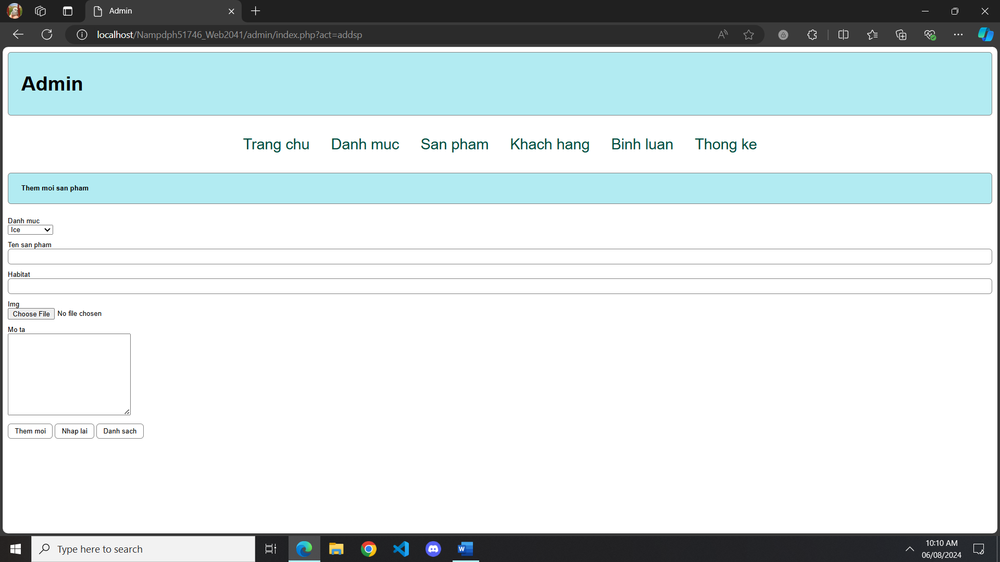 Admin
localhost/Nampdph51746_Web2041/admin/index.php?act=addsp
Admin
Trang chu Danh muc San pham Khach hang Binh luan Thong ke
Them moi san pham
Danh muc
Ice
Ten san pham
Habitat
Img
Choose File No file chosen
Mo ta
Them moi Nhap lai Danh sach
Type here to search
10:10 AM
06/08/2024